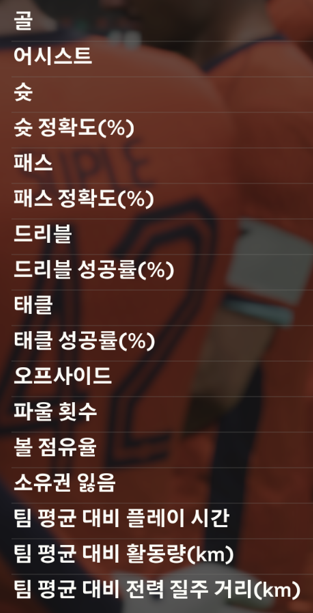 골
어시스트
슛
슛 정확도(%)
패스
패스 정확도(%)
드리블
드리블 성공률(%)
태클
태클 성공률(%)
오프사이드
파울 횟수
볼 점유율
소유권 잃음
팀 평균 대비 플레이 시간
팀 평균 대비 활동량(km)
팀 평균 대비 전력 질주 거리(km)